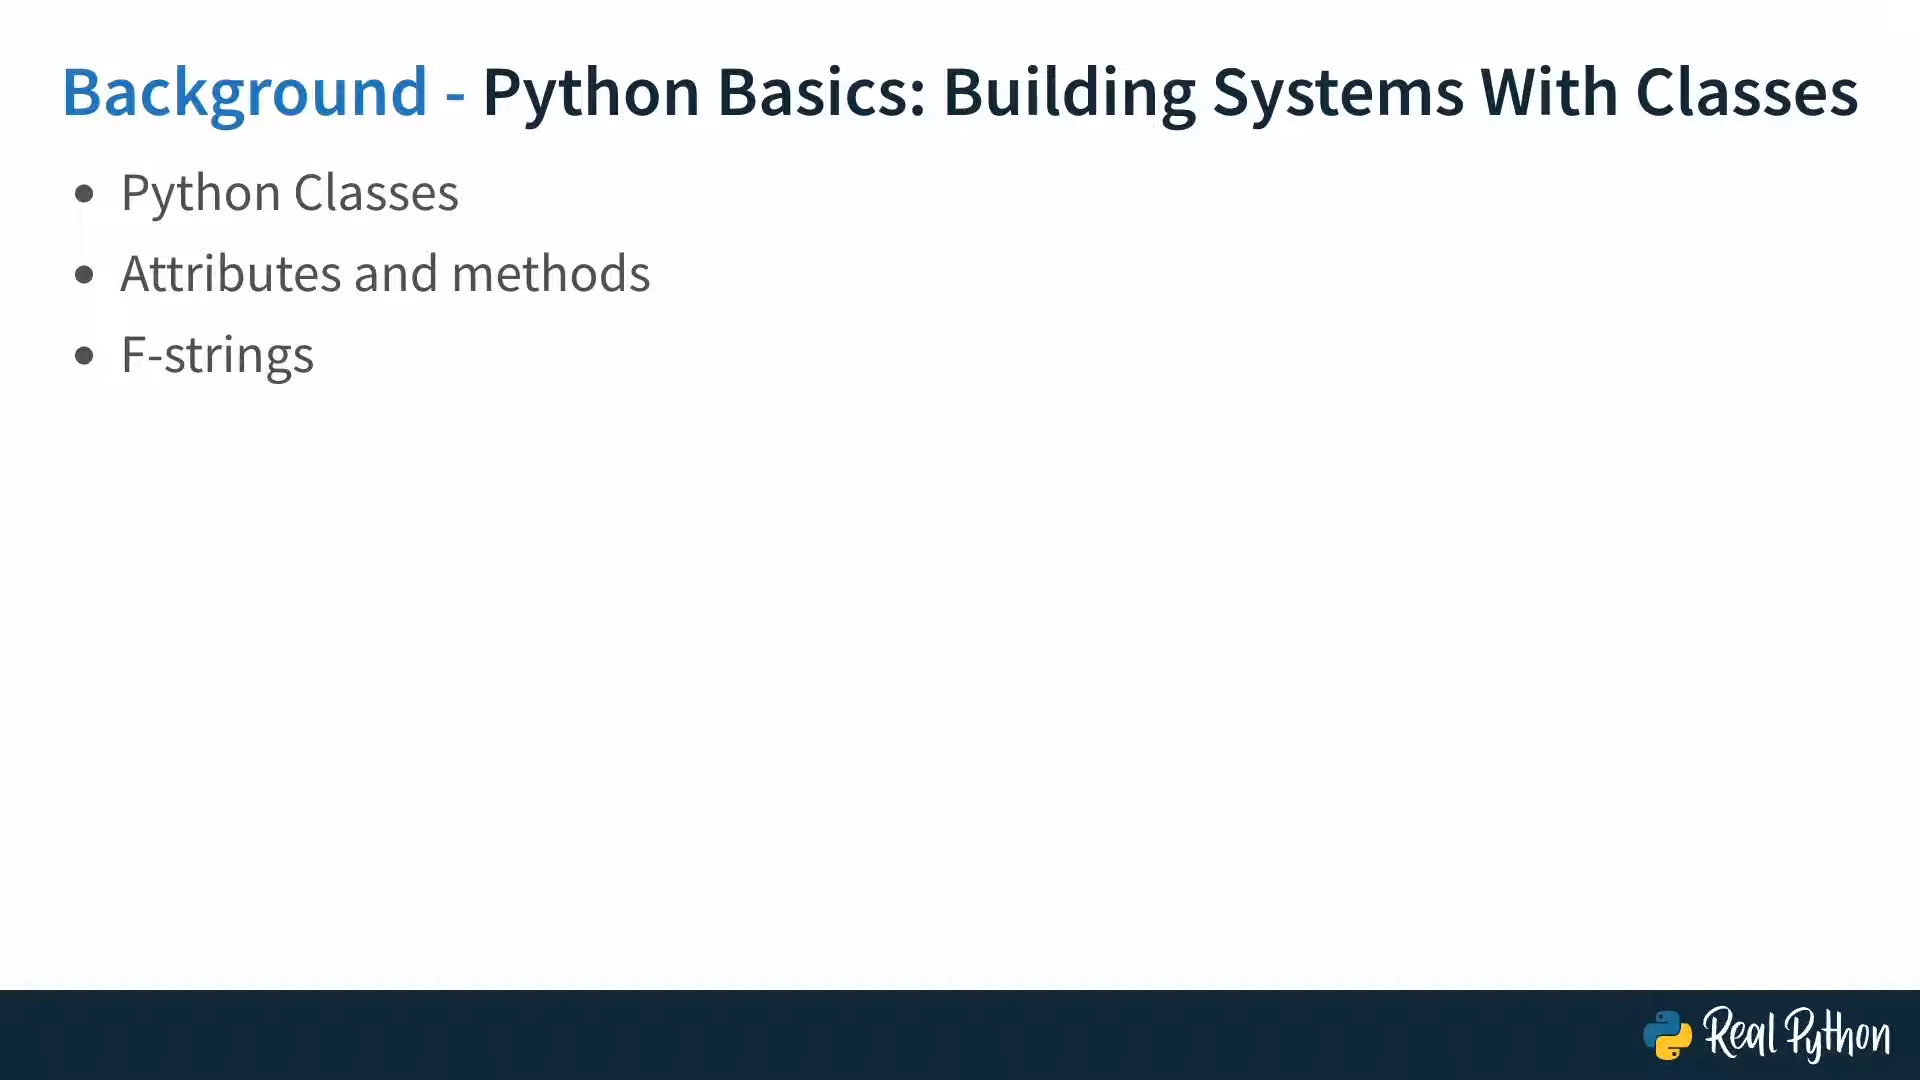 Background - Python Basics: Building Systems With Classes
• Python Classes
• Attributes and methods
• F-strings
Real Python